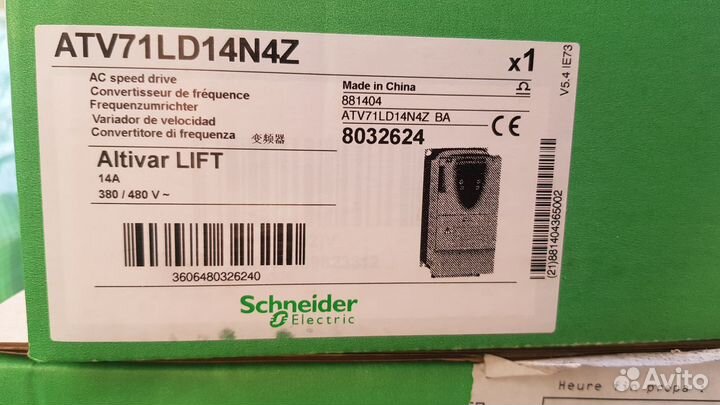 ATV71LD14N4Z
x1
AC speed drive
Convertisseur de fréquence
Frequenzumrichter
Variador de velocidad
Convertitore di frequenza 变频器
Made in China
881404
ATV71LD14N4Z BA
8032624
CE
Altivar LIFT
14A
380 / 480 V ~
3606480326240
Schneider
Electric
V5.4 IE73
(21)881404365002
Heure
Avito